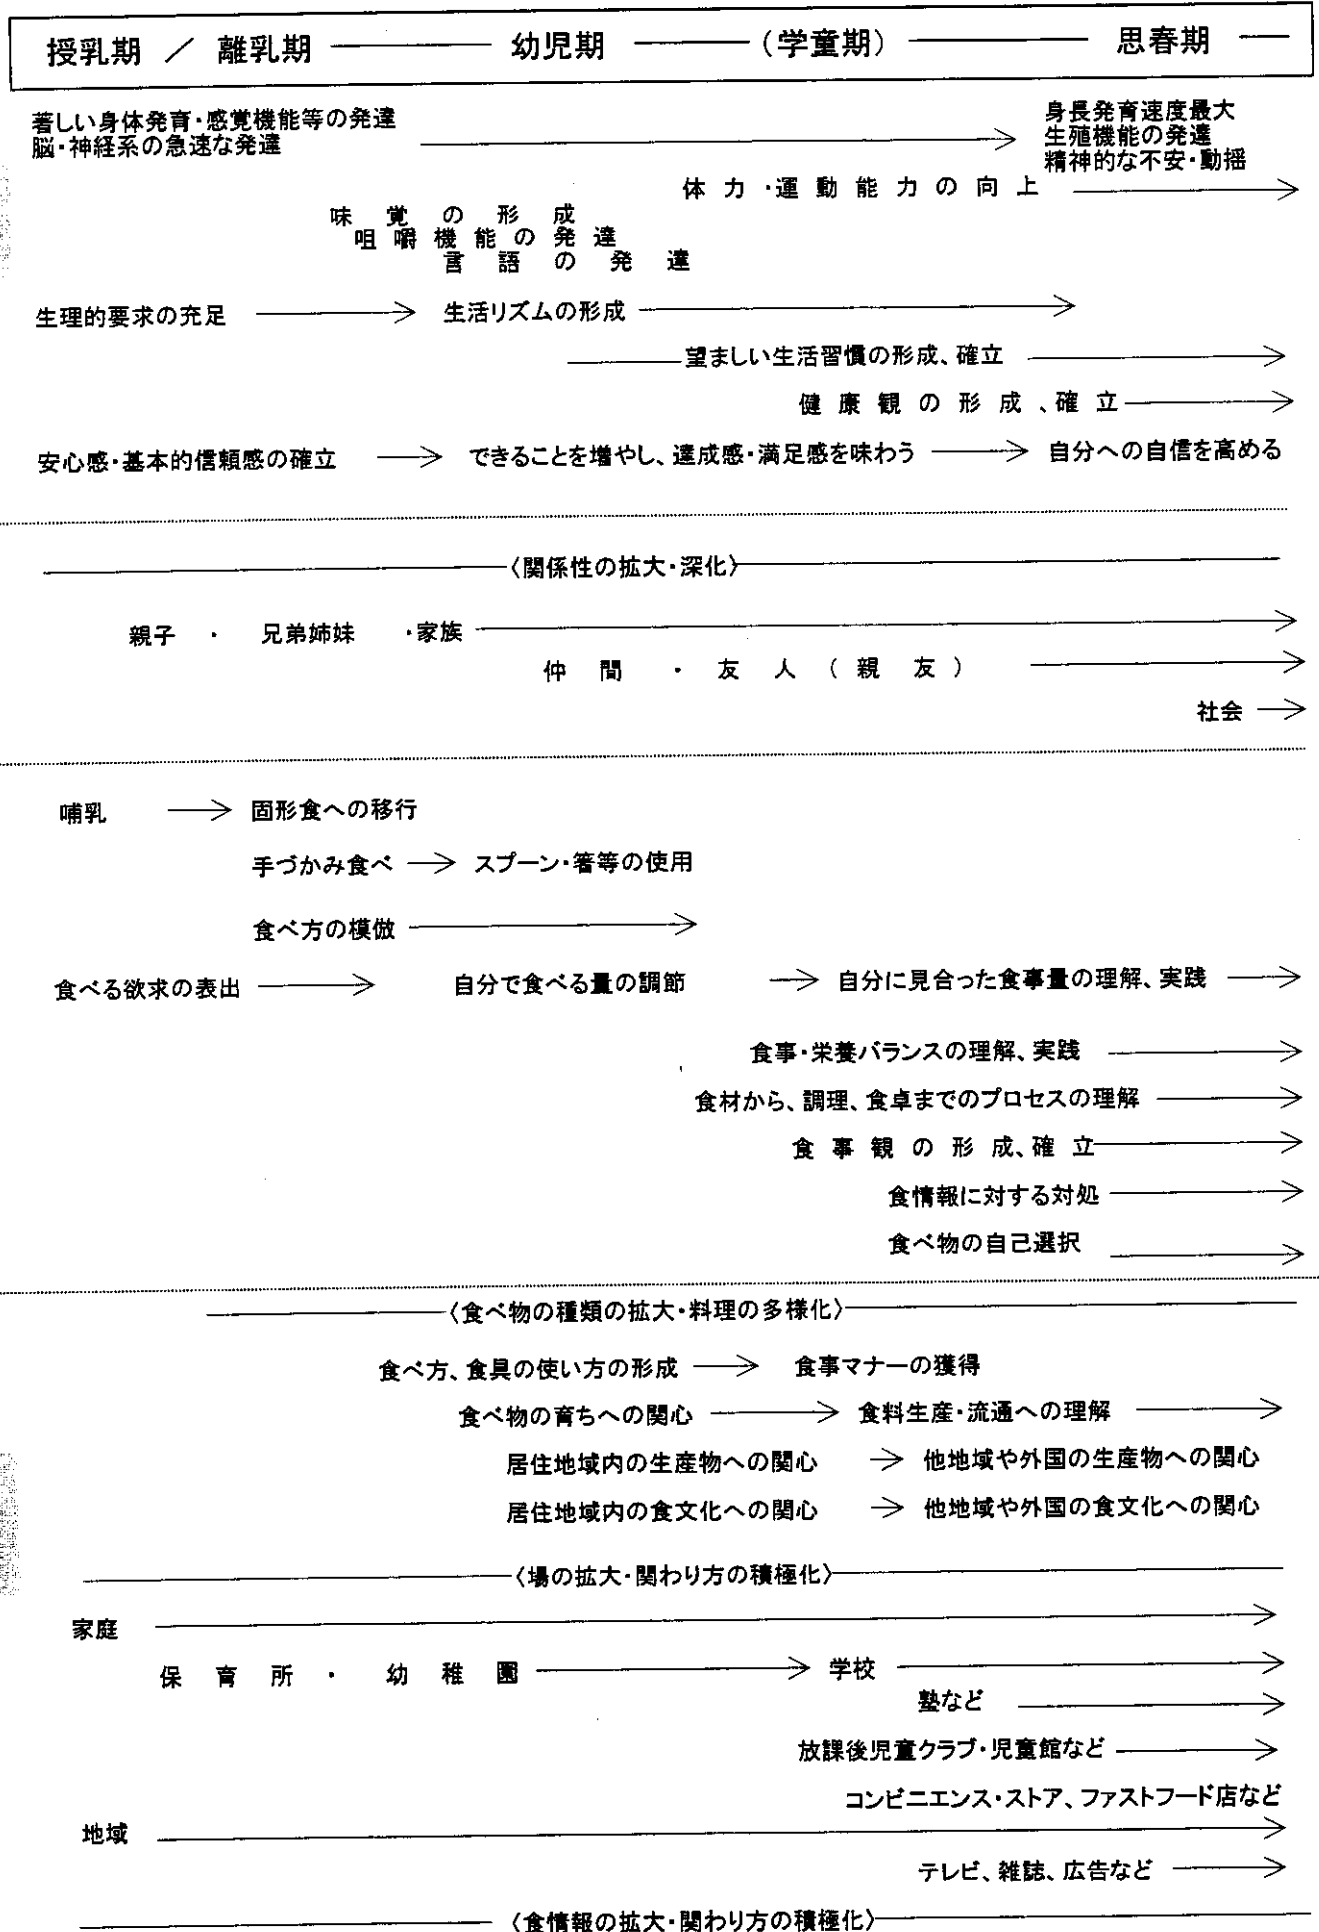 授乳期 / 離乳期 ―― 幼児期 ―― (学童期) ―― 思春期 ―
著しい身体発育・感覚機能等の発達
脳・神経系の急速な発達 → 身長発育速度最大
生殖機能の発達
精神的な不安・動揺
体力・運動能力の向上 →
味覚の形成
咀嚼機能の発達
言語の発達
生理的要求の充足 → 生活リズムの形成 →
望ましい生活習慣の形成、確立 →
健康観の形成、確立 →
安心感・基本的信頼感の確立 → できることを増やし、達成感・満足感を味わう → 自分への自信を高める
〈関係性の拡大・深化〉
親子 ・ 兄弟姉妹 ・家族 →
仲間・友人(親友) →
社会 →
哺乳 → 固形食への移行
手づかみ食べ → スプーン・箸等の使用
食べ方の模倣 →
食べる欲求の表出 → 自分で食べる量の調節 → 自分に見合った食事量の理解、実践 →
食事・栄養バランスの理解、実践 →
食材から、調理、食卓までのプロセスの理解 →
食事観の形成、確立 →
食情報に対する対処 →
食べ物の自己選択 →
〈食べ物の種類の拡大・料理の多様化〉
食べ方、食具の使い方の形成 → 食事マナーの獲得
食べ物の育ちへの関心 → 食料生産・流通への理解 →
居住地域内の生産物への関心 → 他地域や外国の生産物への関心
居住地域内の食文化への関心 → 他地域や外国の食文化への関心
〈場の拡大・関わり方の積極化〉
家庭 →
保育所・幼稚園 → 学校 →
塾など →
放課後児童クラブ・児童館など →
コンビニエンス・ストア、ファストフード店など
地域 →
テレビ、雑誌、広告など →
〈食情報の拡大・関わり方の積極化〉